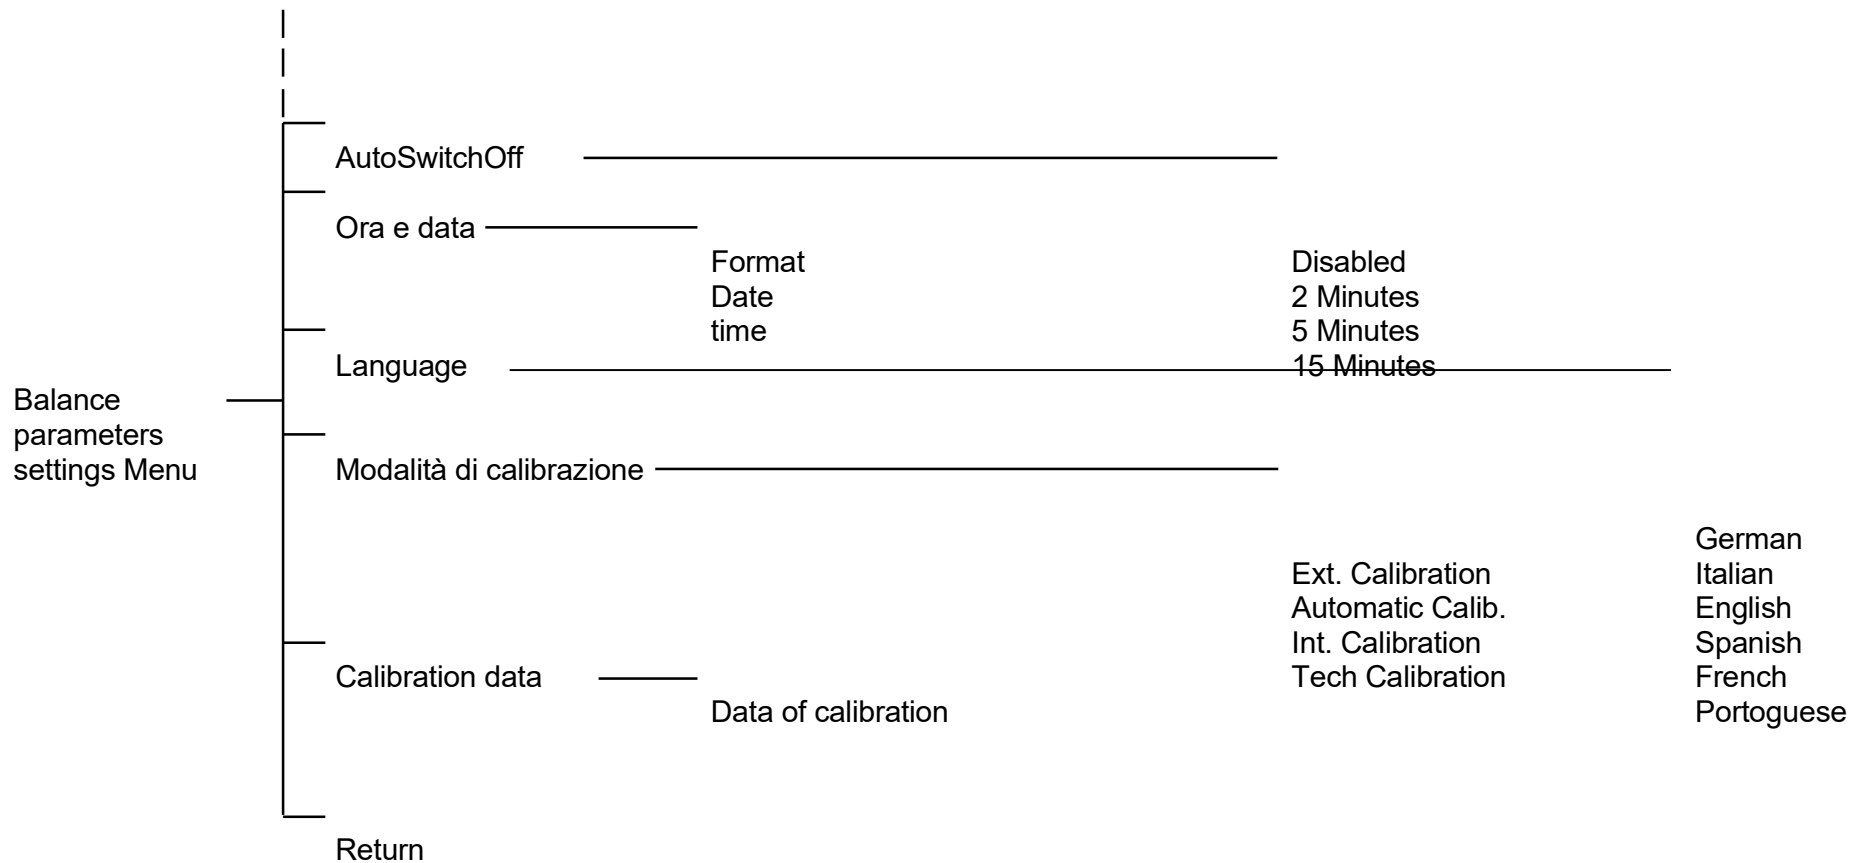 AutoSwitchOff
Ora e data
Format
Date
time
Disabled
2 Minutes
5 Minutes
15 Minutes
Language
Balance
parameters
settings Menu
Modalità di calibrazione
German
Italian
English
Spanish
French
Portoguese
Ext. Calibration
Automatic Calib.
Int. Calibration
Tech Calibration
Calibration data
Data of calibration
Return